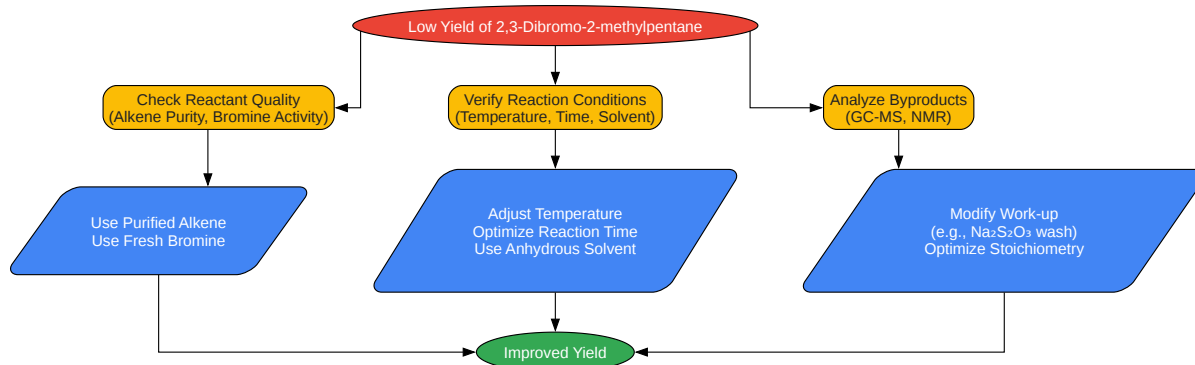 Low Yield of 2,3-Dibromo-2-methylpentane
Check Reactant Quality
(Alkene Purity, Bromine Activity)
Verify Reaction Conditions
(Temperature, Time, Solvent)
Analyze Byproducts
(GC-MS, NMR)
Use Purified Alkene
Use Fresh Bromine
Adjust Temperature
Optimize Reaction Time
Use Anhydrous Solvent
Modify Work-up
(e.g., Na₂S₂O₃ wash)
Optimize Stoichiometry
Improved Yield